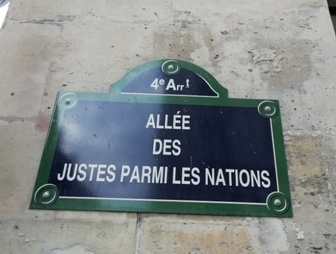 4e Arrt
ALLÉE
DES
JUSTES PARMI LES NATIONS